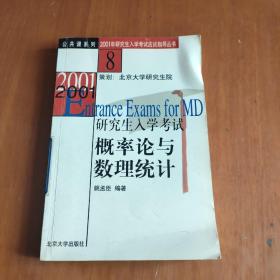 公共课系列
2001年研究生入学考试应试指导丛书
8
策划：北京大学研究生院
2001
2001
Entrance Exams for MD
研究生入学考试
概率论与
数理统计
姚孟臣 编著
北京大学出版社